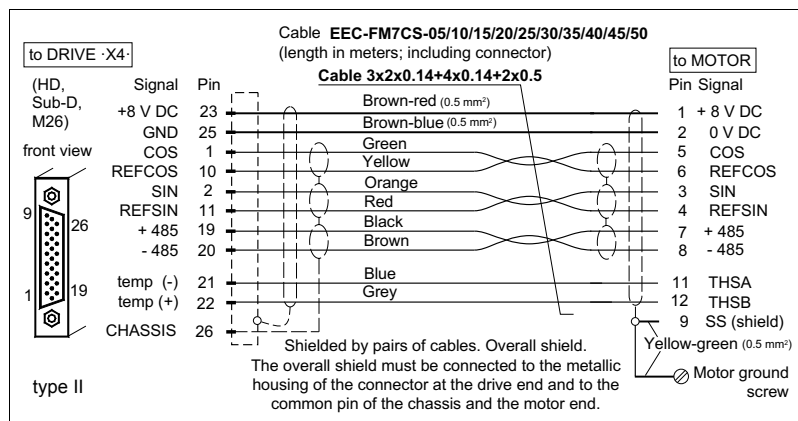 Cable EEC-FM7CS-05/10/15/20/25/30/35/40/45/50
(length in meters; including connector)
to DRIVE ·X4·
to MOTOR
Cable 3x2x0.14+4x0.14+2x0.5
(HD,
Sub-D,
M26)
front view
9
26
1
19
type II
Signal Pin
Pin Signal
+8 V DC 23 Brown-red (0.5 mm²) 1 + 8 V DC
GND 25 Brown-blue (0.5 mm²) 2 0 V DC
COS 1 Green 5 COS
REFCOS 10 Yellow 6 REFCOS
SIN 2 Orange 3 SIN
REFSIN 11 Red 4 REFSIN
+ 485 19 Black 7 + 485
- 485 20 Brown 8 - 485
temp (-) 21 Blue 11 THSA
temp (+) 22 Grey 12 THSB
CHASSIS 26
9 SS (shield)
Yellow-green (0.5 mm²)
Motor ground
screw
Shielded by pairs of cables. Overall shield.
The overall shield must be connected to the metallic
housing of the connector at the drive end and to the
common pin of the chassis and the motor end.